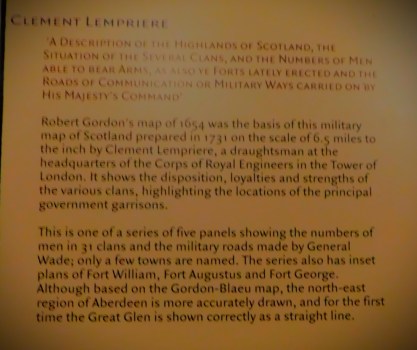 CLEMENT LEMPRIERE
'A DESCRIPTION OF THE HIGHLANDS OF SCOTLAND, THE
SITUATION OF THE SEVERAL CLANS, AND THE NUMBERS OF MEN
ABLE TO BEAR ARMS, AS ALSO YE FORTS LATELY ERECTED AND THE
ROADS OF COMMUNICATION OR MILITARY WAYS CARRIED ON BY
HIS MAJESTY'S COMMAND'
Robert Gordon's map of 1654 was the basis of this military
map of Scotland prepared in 1731 on the scale of 6.5 miles to
the inch by Clement Lempriere, a draughtsman at the
headquarters of the Corps of Royal Engineers in the Tower of
London. It shows the disposition, loyalties and strengths of
the various clans, highlighting the locations of the principal
government garrisons.
This is one of a series of five panels showing the numbers of
men in 31 clans and the military roads made by General
Wade; only a few towns are named. The series also has inset
plans of Fort William, Fort Augustus and Fort George.
Although based on the Gordon-Blaeu map, the north-east
region of Aberdeen is more accurately drawn, and for the first
time the Great Glen is shown correctly as a straight line.